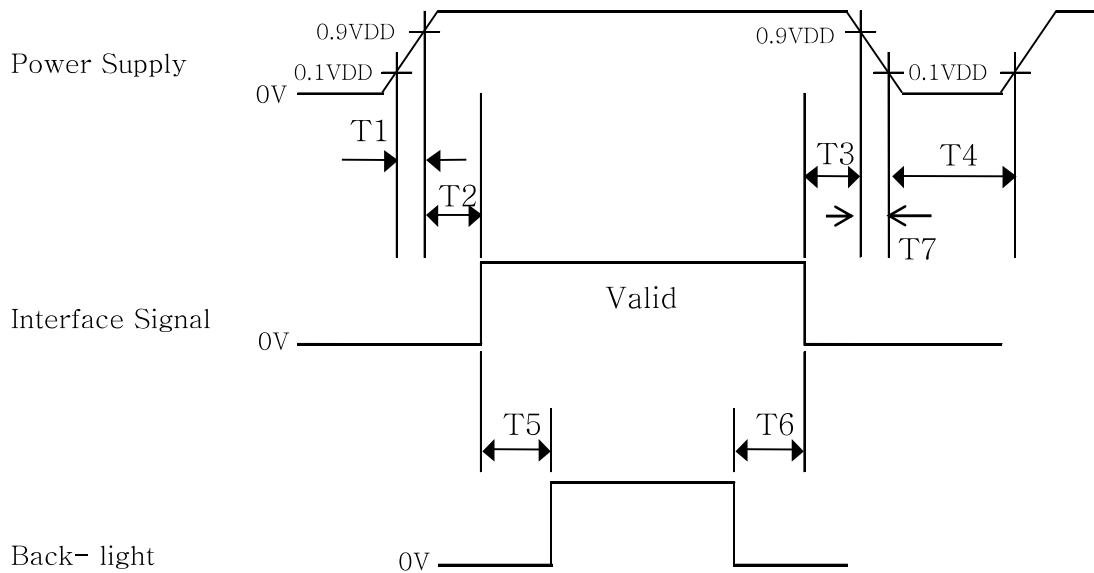 0.9VDD
0.9VDD
Power Supply
0.1VDD
0.1VDD
0V
T1
T3
T4
T2
T7
Valid
Interface Signal
0V
T5
T6
Back- light
0V